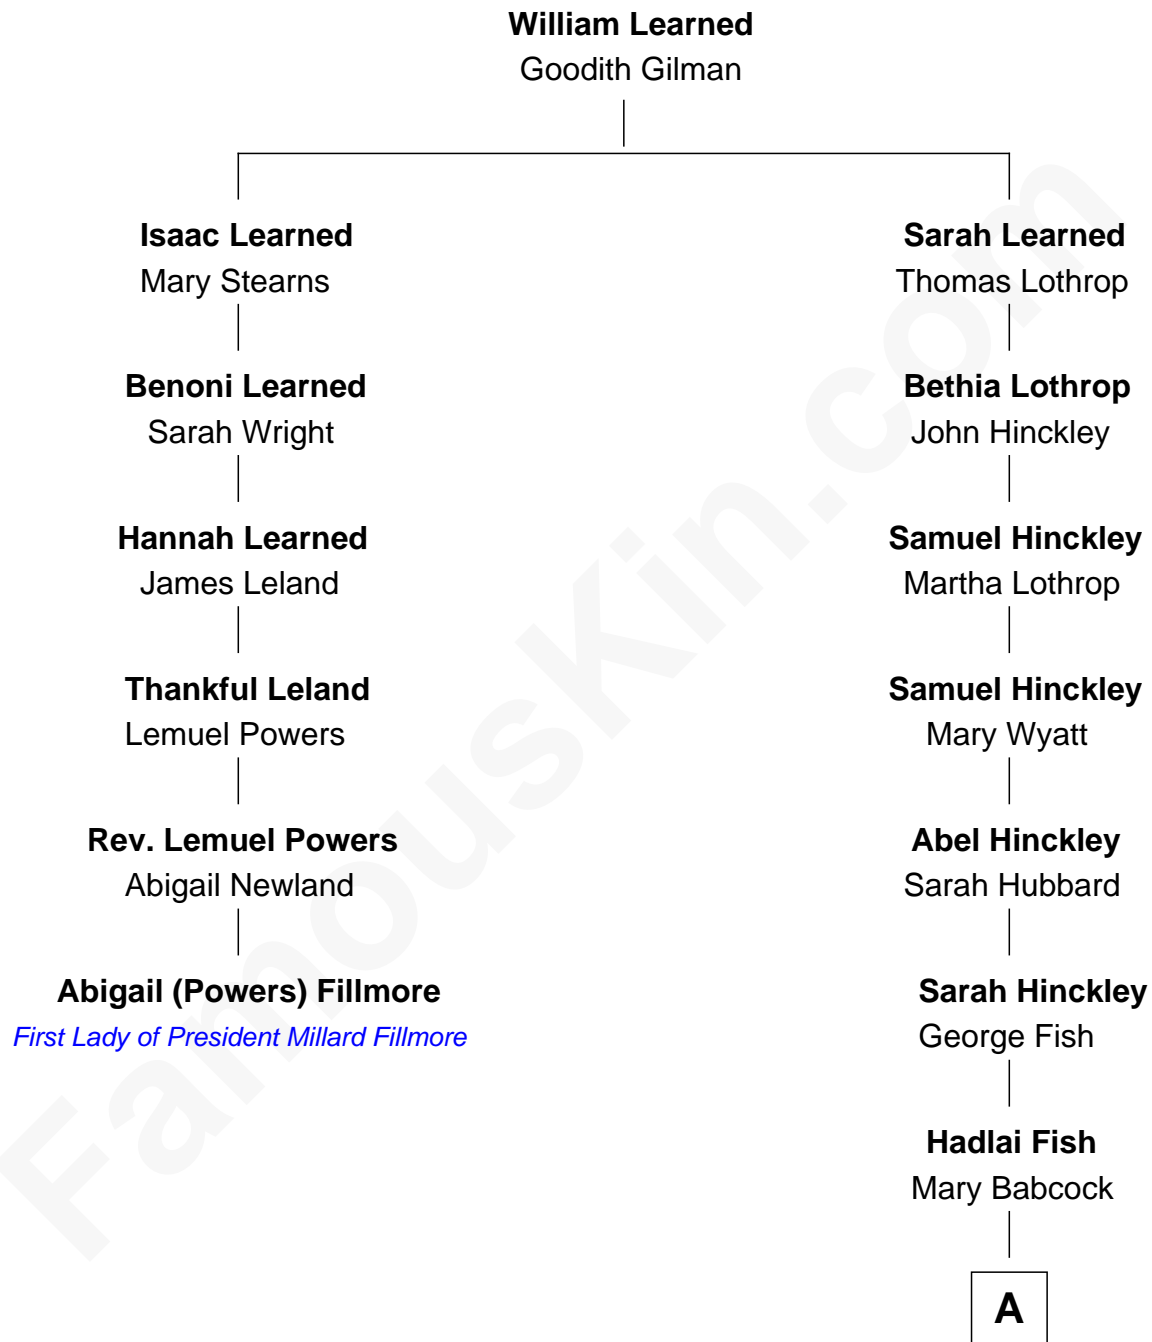 William Learned
Goodith Gilman
Isaac Learned
Mary Stearns
Sarah Learned
Thomas Lothrop
Benoni Learned
Sarah Wright
Bethia Lothrop
John Hinckley
Hannah Learned
James Leland
Samuel Hinckley
Martha Lothrop
Thankful Leland
Lemuel Powers
Samuel Hinckley
Mary Wyatt
Rev. Lemuel Powers
Abigail Newland
Abel Hinckley
Sarah Hubbard
Abigail (Powers) Fillmore
First Lady of President Millard Fillmore
Sarah Hinckley
George Fish
Hadlai Fish
Mary Babcock
A
FamousKin.com